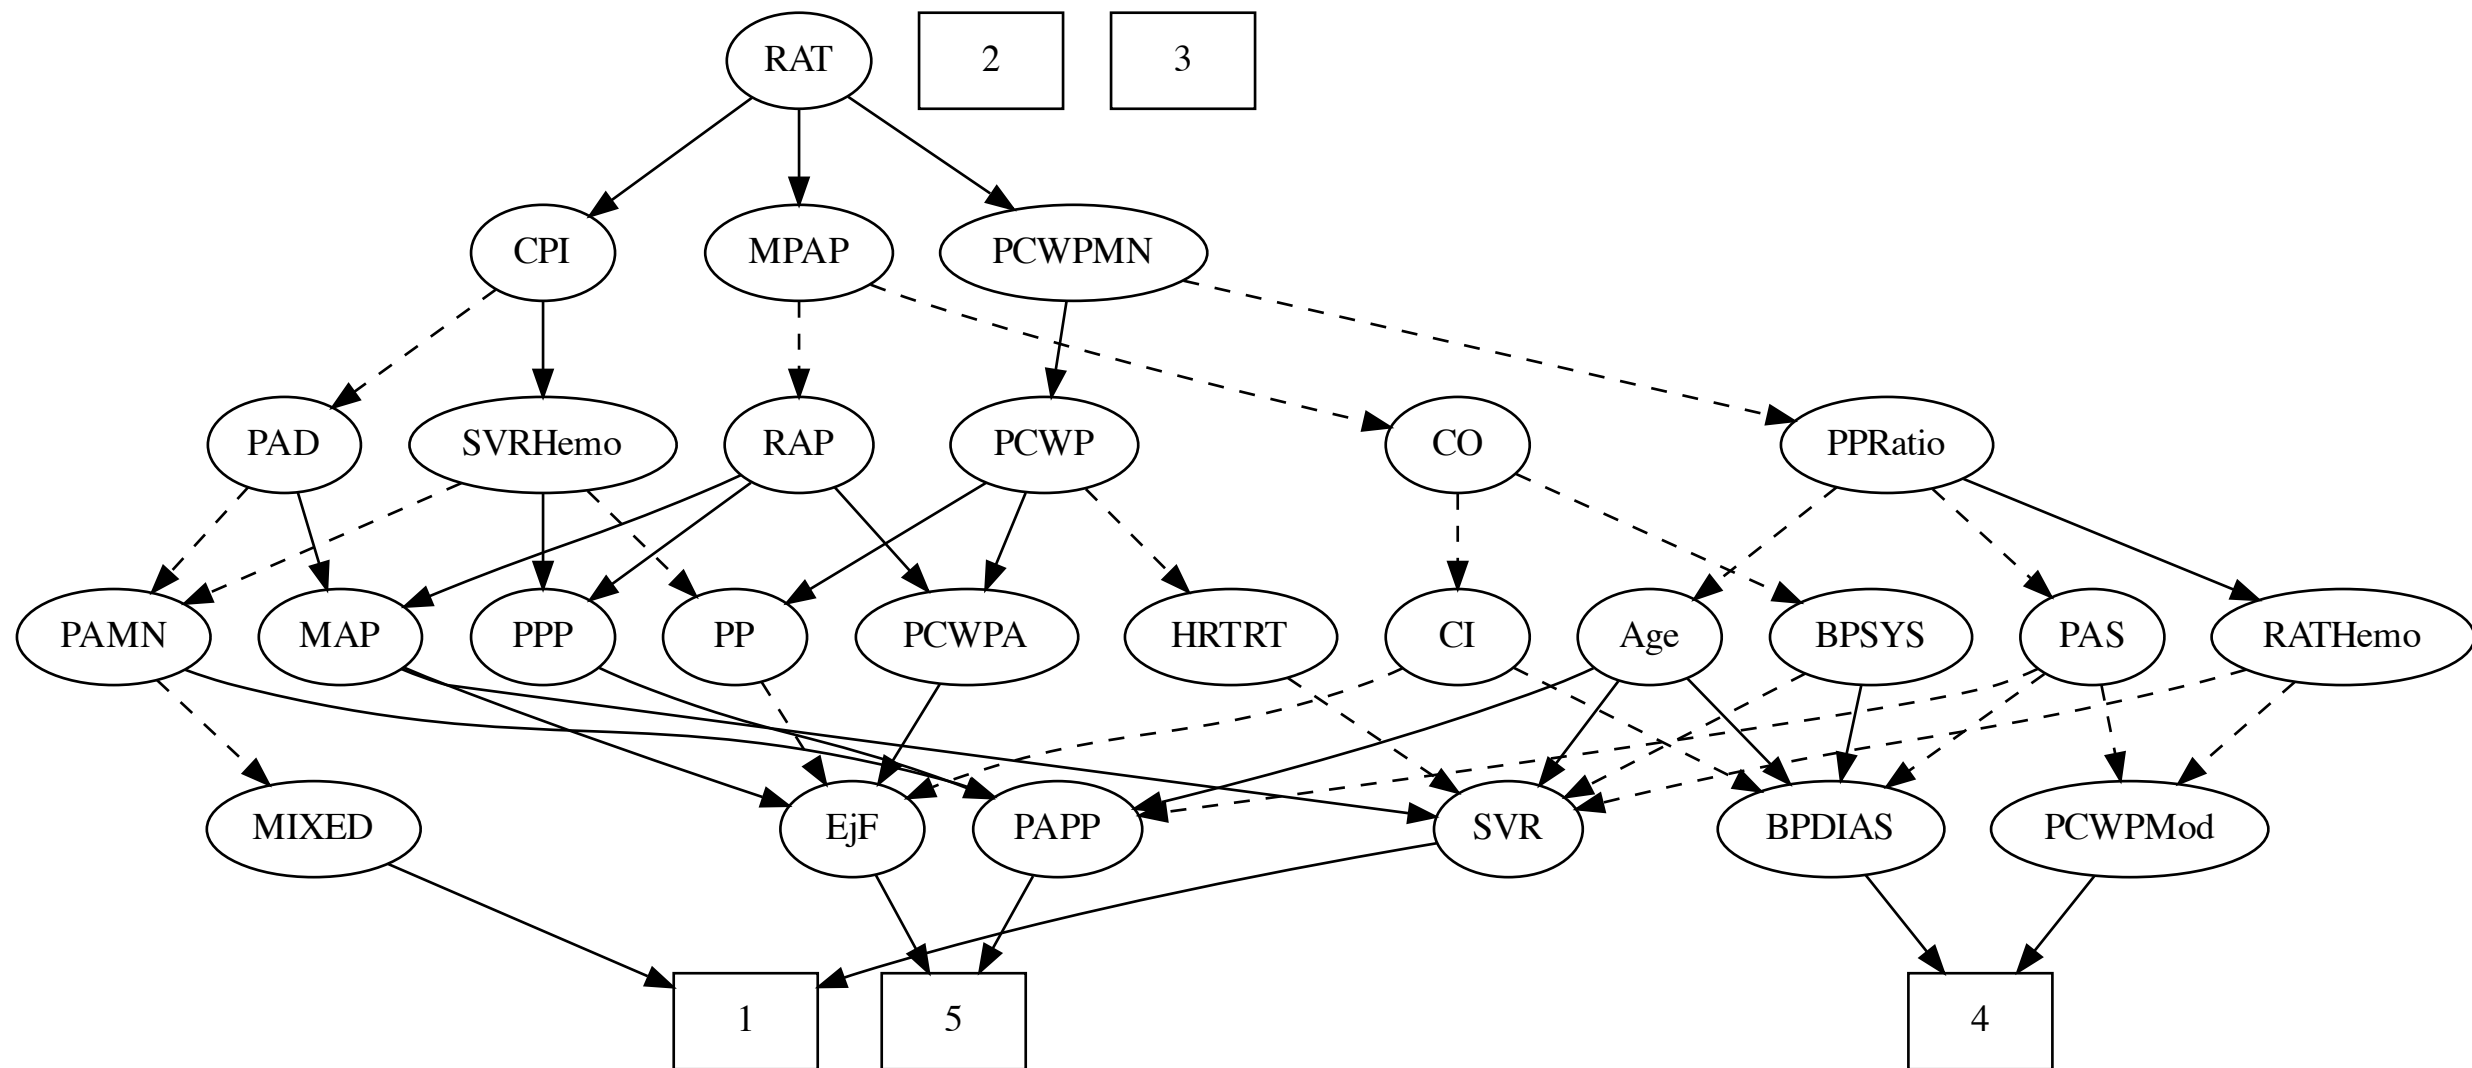 RAT
2
3
CPI
MPAP
PCWPMN
PAD
SVRHemo
RAP
PCWP
CO
PPRatio
PAMN
MAP
PPP
PP
PCWPA
HRTRT
CI
Age
BPSYS
PAS
RATHemo
MIXED
EjF
PAPP
SVR
BPDIAS
PCWPMod
1
5
4